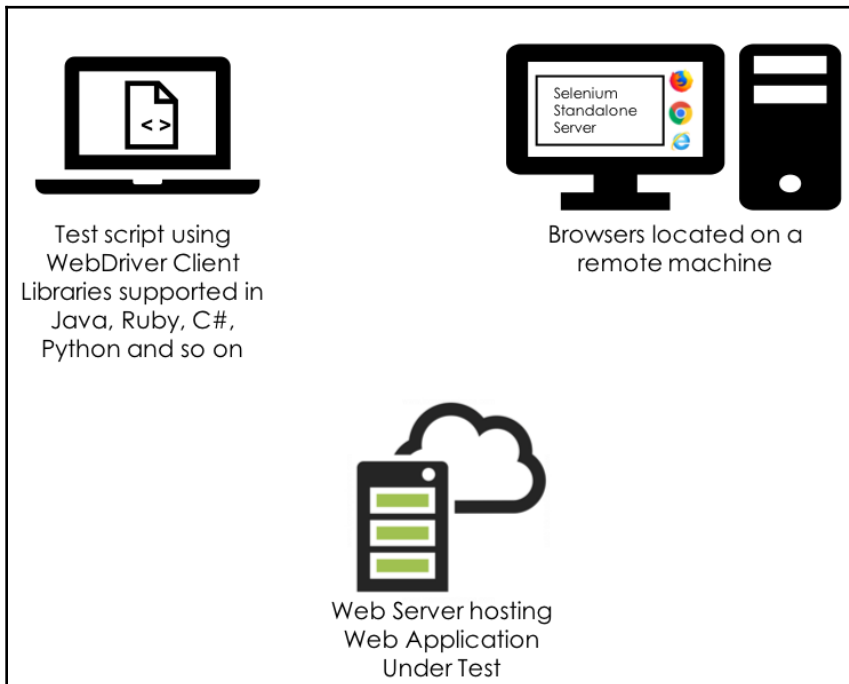 < >
Test script using
WebDriver Client
Libraries supported in
Java, Ruby, C#,
Python and so on
Selenium
Standalone
Server
Browsers located on a
remote machine
Web Server hosting
Web Application
Under Test